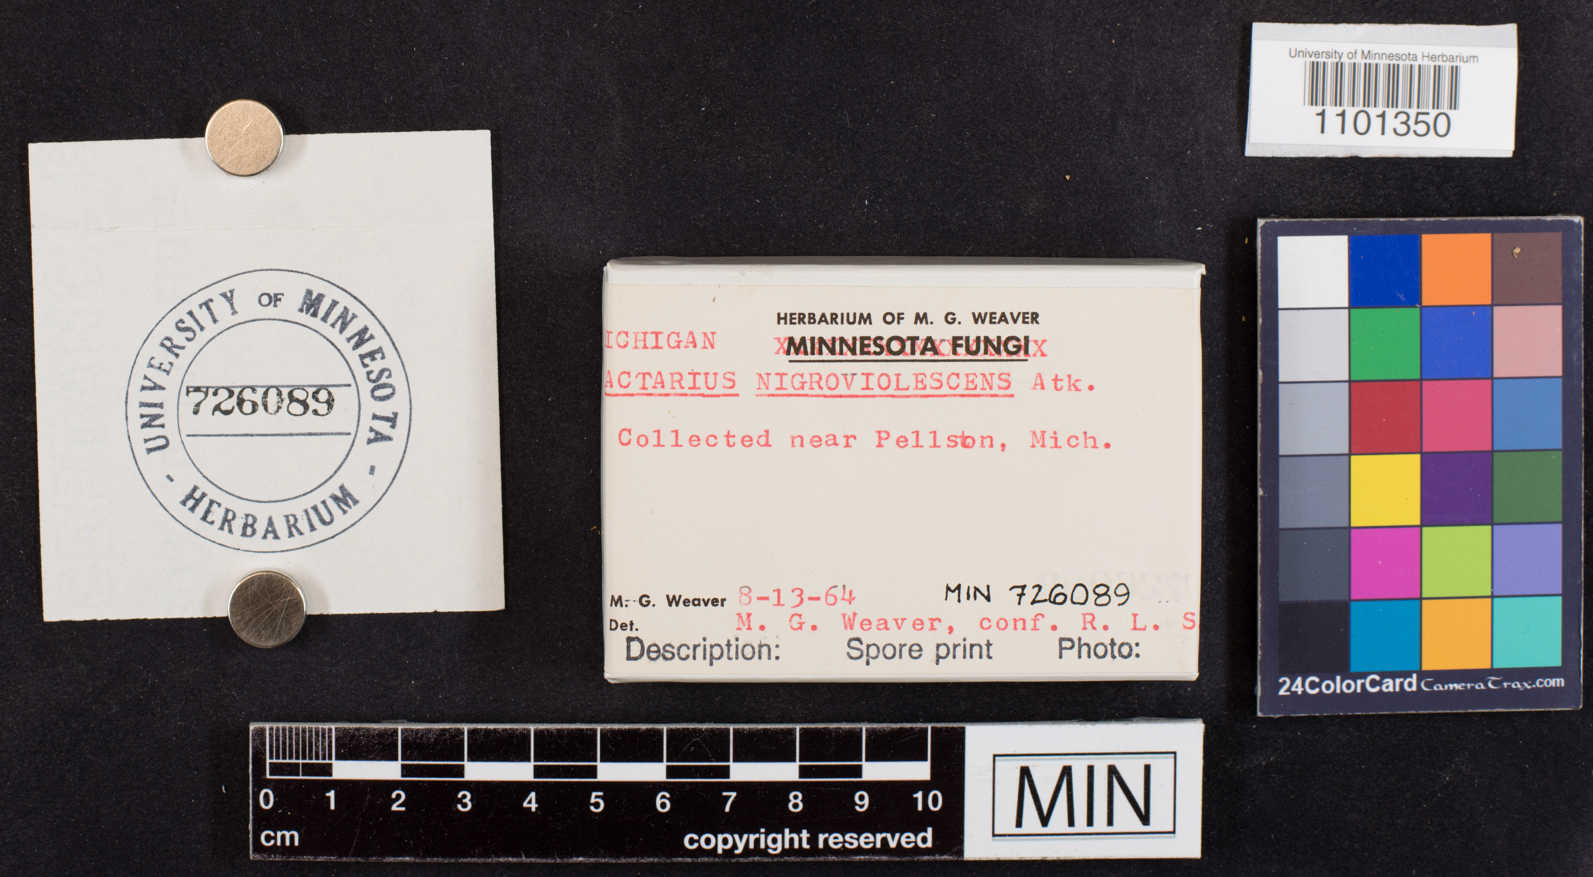 UNIVERSITY OF MINNESOTA
- HERBARIUM -
726089
HERBARIUM OF M. G. WEAVER
ICHIGAN MINNESOTA FUNGI
ACTARIUS NIGROVIOLESCENS Atk.
Collected near Pellston, Mich.
M. G. Weaver 8-13-64 MIN 726089
Det. M. G. Weaver, conf. R. L. S
Description: Spore print Photo:
University of Minnesota Herbarium
1101350
24ColorCard CameraTrax.com
0 1 2 3 4 5 6 7 8 9 10
cm copyright reserved
MIN